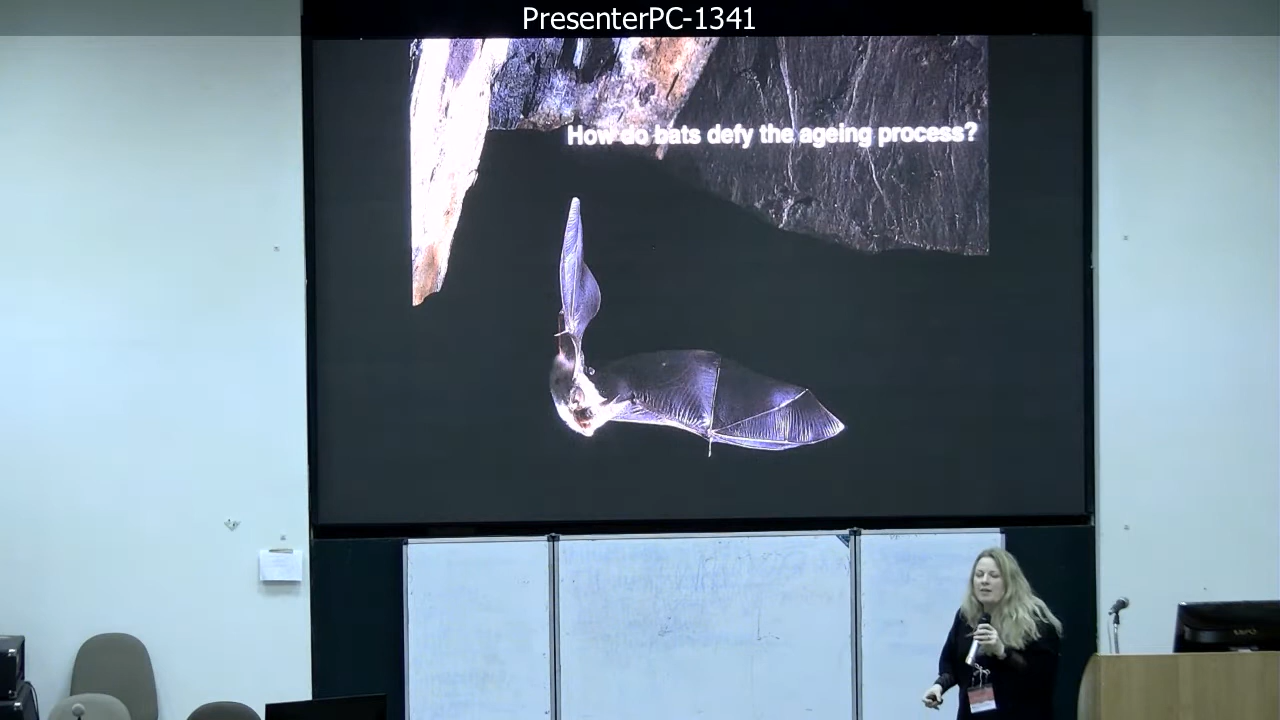 PresenterPC-1341
How do bats defy the ageing process?